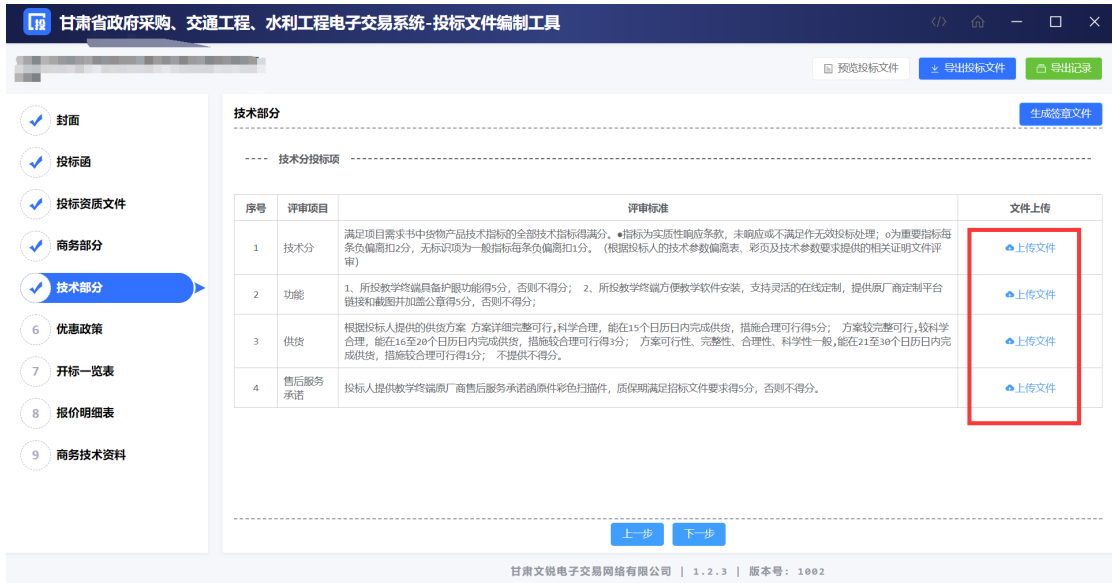 甘肃省政府采购、交通工程、水利工程电子交易系统-投标文件编制工具
预览投标文件
导出投标文件
导出记录
封面
投标函
投标资质文件
商务部分
技术部分
6 优惠政策
7 开标一览表
8 报价明细表
9 商务技术资料
技术部分
生成签章文件
技术分投标项
序号 评审项目 评审标准 文件上传
1 技术分
满足项目需求书中货物产品技术指标的全部技术指标得满分。●指标为实质性响应条款，未响应或不满足作无效投标处理；o为重要指标每
条负偏离扣2分，无标识项为一般指标每条负偏离扣1分。（根据投标人的技术参数偏离表、彩页及技术参数要求提供的相关证明文件评
审）
上传文件
2 功能
1、所投教学终端具备护眼功能得5分，否则不得分； 2、所投教学终端方便教学软件安装，支持灵活的在线定制，提供原厂商定制平台
链接和截图并加盖公章得5分，否则不得分；
上传文件
3 供货
根据投标人提供的供货方案 方案详细完整可行,科学合理，能在15个日历日内完成供货，措施合理可行得5分； 方案较完整可行,较科学
合理，能在16至20个日历日内完成供货，措施较合理可行得3分； 方案可行性、完整性、合理性、科学性一般,能在21至30个日历日内完
成供货，措施较合理可行得1分； 不提供不得分。
上传文件
4 售后服务
承诺
投标人提供教学终端原厂商售后服务承诺函原件彩色扫描件，质保期满足招标文件要求得5分，否则不得分。
上传文件
上一步 下一步
甘肃文锐电子交易网络有限公司 | 1.2.3 | 版本号: 1002